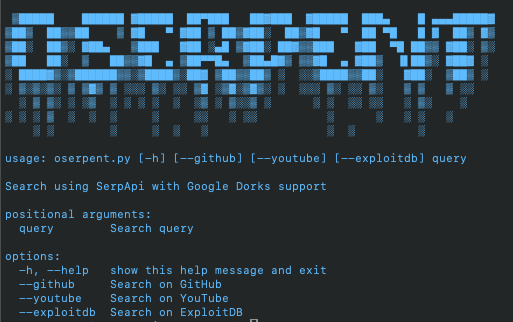 OSERPENT
usage: oserpent.py [-h] [--github] [--youtube] [--exploitdb] query
Search using SerpApi with Google Dorks support
positional arguments:
query Search query
options:
-h, --help show this help message and exit
--github Search on GitHub
--youtube Search on YouTube
--exploitdb Search on ExploitDB